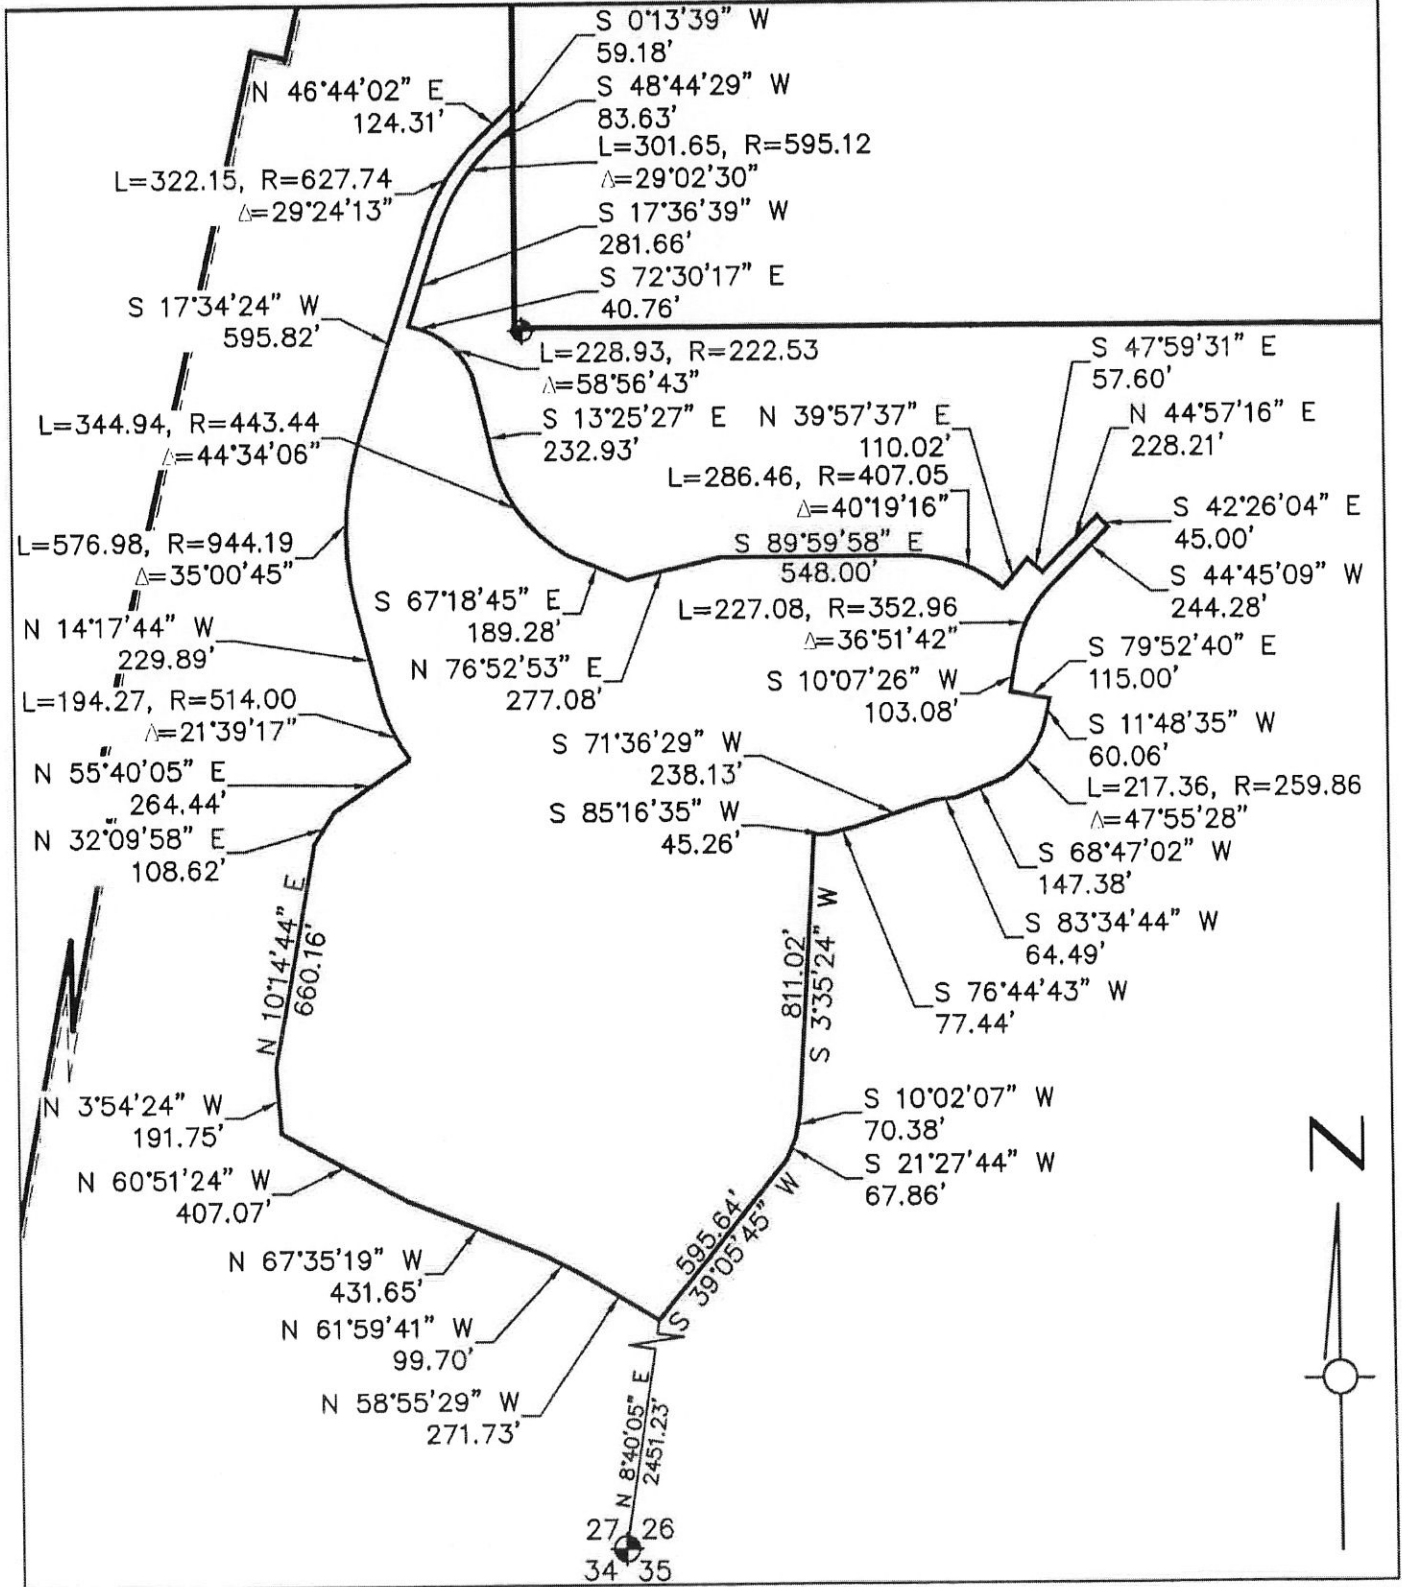 S 0°13'39" W
59.18'
N 46°44'02" E
124.31'
S 48°44'29" W
83.63'
L=301.65, R=595.12
Δ=29°02'30"
L=322.15, R=627.74
Δ=29°24'13"
S 17°36'39" W
281.66'
S 72°30'17" E
40.76'
S 17°34'24" W
595.82'
L=228.93, R=222.53
Δ=58°56'43"
S 47°59'31" E
57.60'
L=344.94, R=443.44
Δ=44°34'06"
S 13°25'27" E
232.93'
N 39°57'37" E
110.02'
N 44°57'16" E
228.21'
L=286.46, R=407.05
Δ=40°19'16"
S 42°26'04" E
45.00'
L=576.98, R=944.19
Δ=35°00'45"
S 89°59'58" E
548.00'
S 44°45'09" W
244.28'
S 67°18'45" E
189.28'
L=227.08, R=352.96
Δ=36°51'42"
N 14°17'44" W
229.89'
N 76°52'53" E
277.08'
S 10°07'26" W
103.08'
S 79°52'40" E
115.00'
L=194.27, R=514.00
Δ=21°39'17"
S 11°48'35" W
60.06'
S 71°36'29" W
238.13'
N 55°40'05" E
264.44'
L=217.36, R=259.86
Δ=47°55'28"
S 85°16'35" W
45.26'
N 32°09'58" E
108.62'
S 68°47'02" W
147.38'
S 83°34'44" W
64.49'
N 10°14'44" E
660.16'
811.02'
S 3°35'24" W
S 76°44'43" W
77.44'
N 3°54'24" W
191.75'
S 10°02'07" W
70.38'
N 60°51'24" W
407.07'
S 21°27'44" W
67.86'
595.64'
S 39°05'45" W
N 67°35'19" W
431.65'
N 61°59'41" W
99.70'
N 58°55'29" W
271.73'
N 8°40'05" E
2451.23'
27 26
34 35
N